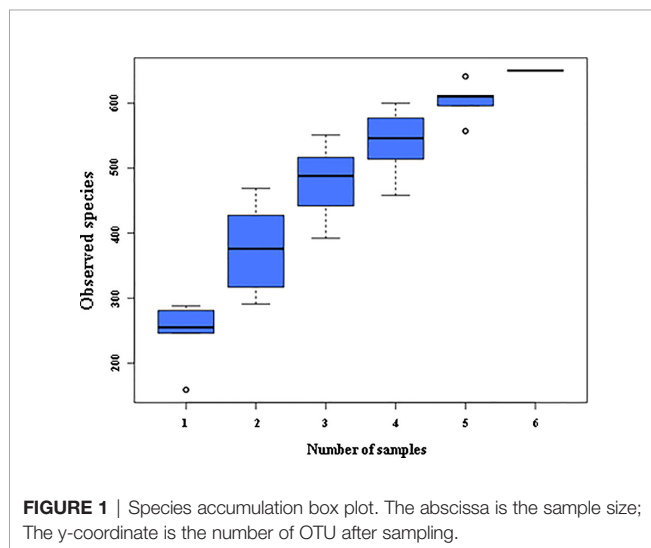 Observed species
600
500
400
300
200
1 2 3 4 5 6
Number of samples
FIGURE 1 | Species accumulation box plot. The abscissa is the sample size;
The y-coordinate is the number of OTU after sampling.